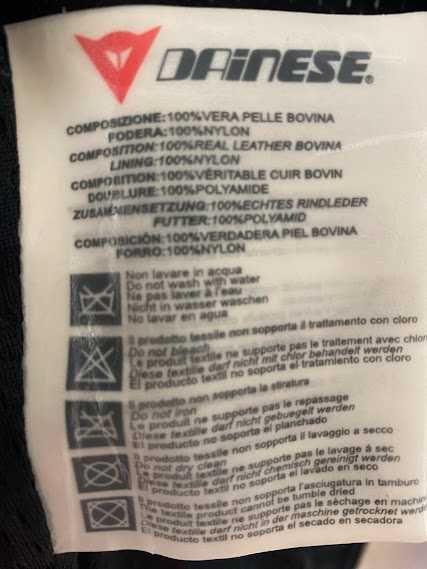 DAiNESE®
COMPOSIZIONE:100%VERA PELLE BOVINA
FODERA:100%NYLON
COMPOSITION:100%REAL LEATHER BOVINA
LINING:100%NYLON
COMPOBITION:100%VÉRITABLE CUIR BOVIN
DOUBLURE:100%POLYAMIDE
ZUSAMMENSETZUNG:100%ECHTES RINDLEDER
FUTTER:100%POLYAMID
COMPOSICIÓN:100%VERDADERA PIEL BOVINA
FORRO:100%NYLON
Non lavare in acqua
Do not wash with water
Ne pas laver à l'eau
Nicht in wasser waschen
No lavar en agua
Il prodotto tessile non supporta il trattamento con cloro
Do not bleach
Le produit textile ne supporte pas le traitement avec chlor
Diese textile darf nicht mit chlor behandelt werden
El producto textil no soporta el tratamiento con cloro
Il prodotto non supporta la stiratura
Do not iron
Le produit ne supporte pas le repassage
Diese textile darf nicht gebuegelt werden
El producto no soporta el planchado
Il prodotto tessile non supporta il lavaggio a secco
Do not dry clean
Le produit textile ne supporte pas le lavage à sec
Diese textile darf nicht chemisch gereinigt werden
El producto textil no soporta el lavado en seco
Il prodotto tessile non supporta l'asciugatura in tamburo
The textile product cannot be tumble dried
Le produit textile ne supporte pas le sèchage en machin
Diese textile darf nicht in der maschine getrocknet werder
El producto textil no soporta el secado en secadora